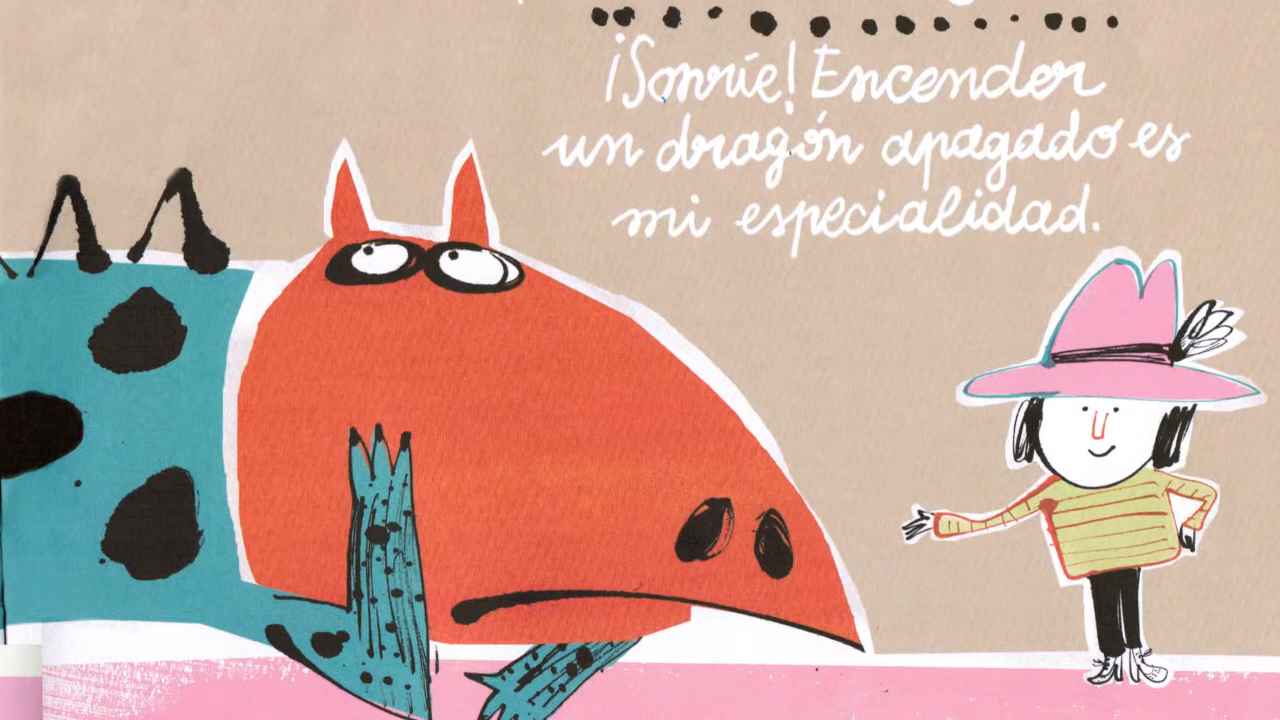 ¡Sonríe! Encender
un dragón apagado es
mi especialidad.